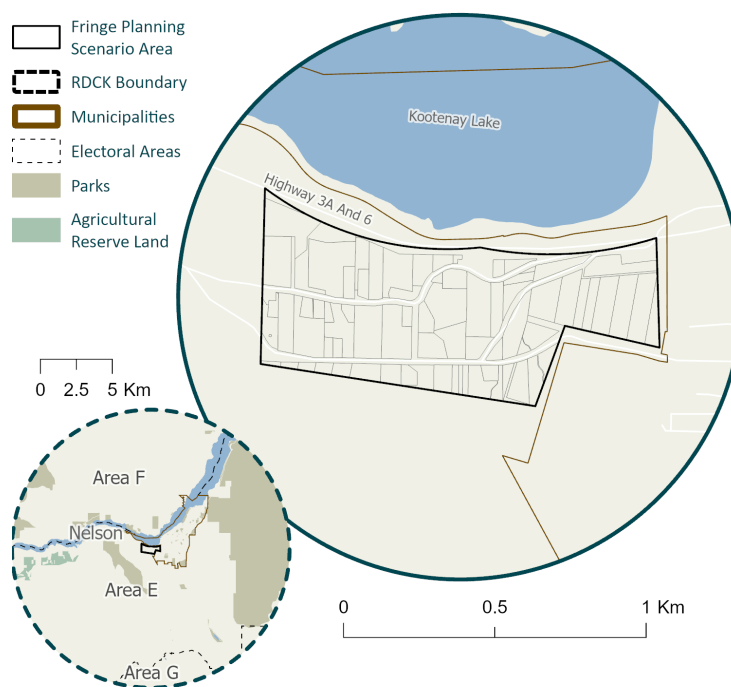 Fringe Planning
Scenario Area
RDCK Boundary
Municipalities
Electoral Areas
Parks
Agricultural
Reserve Land
Kootenay Lake
Highway 3A And 6
0 2.5 5 Km
Area F
Nelson
Area E
Area G
0 0.5 1 Km